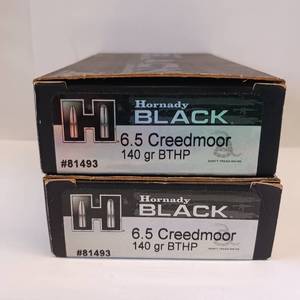 Hornady
BLACK
6.5 Creedmoor
140 gr BTHP
#81493
Hornady
BLACK
6.5 Creedmoor
140 gr BTHP
#81493